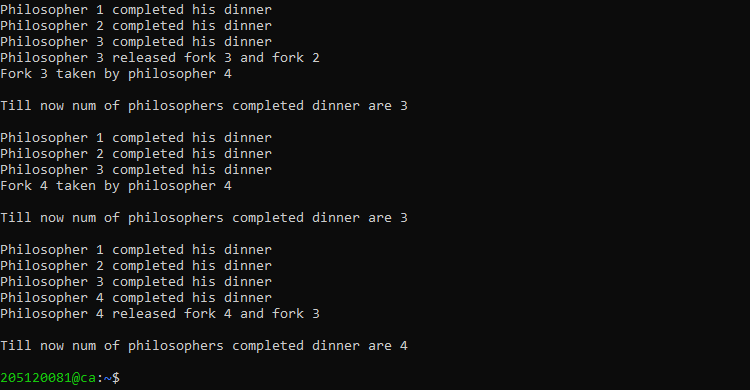 Philosopher 1 completed his dinner
Philosopher 2 completed his dinner
Philosopher 3 completed his dinner
Philosopher 3 released fork 3 and fork 2
Fork 3 taken by philosopher 4
Till now num of philosophers completed dinner are 3
Philosopher 1 completed his dinner
Philosopher 2 completed his dinner
Philosopher 3 completed his dinner
Fork 4 taken by philosopher 4
Till now num of philosophers completed dinner are 3
Philosopher 1 completed his dinner
Philosopher 2 completed his dinner
Philosopher 3 completed his dinner
Philosopher 4 completed his dinner
Philosopher 4 released fork 4 and fork 3
Till now num of philosophers completed dinner are 4
205120081@ca:~$